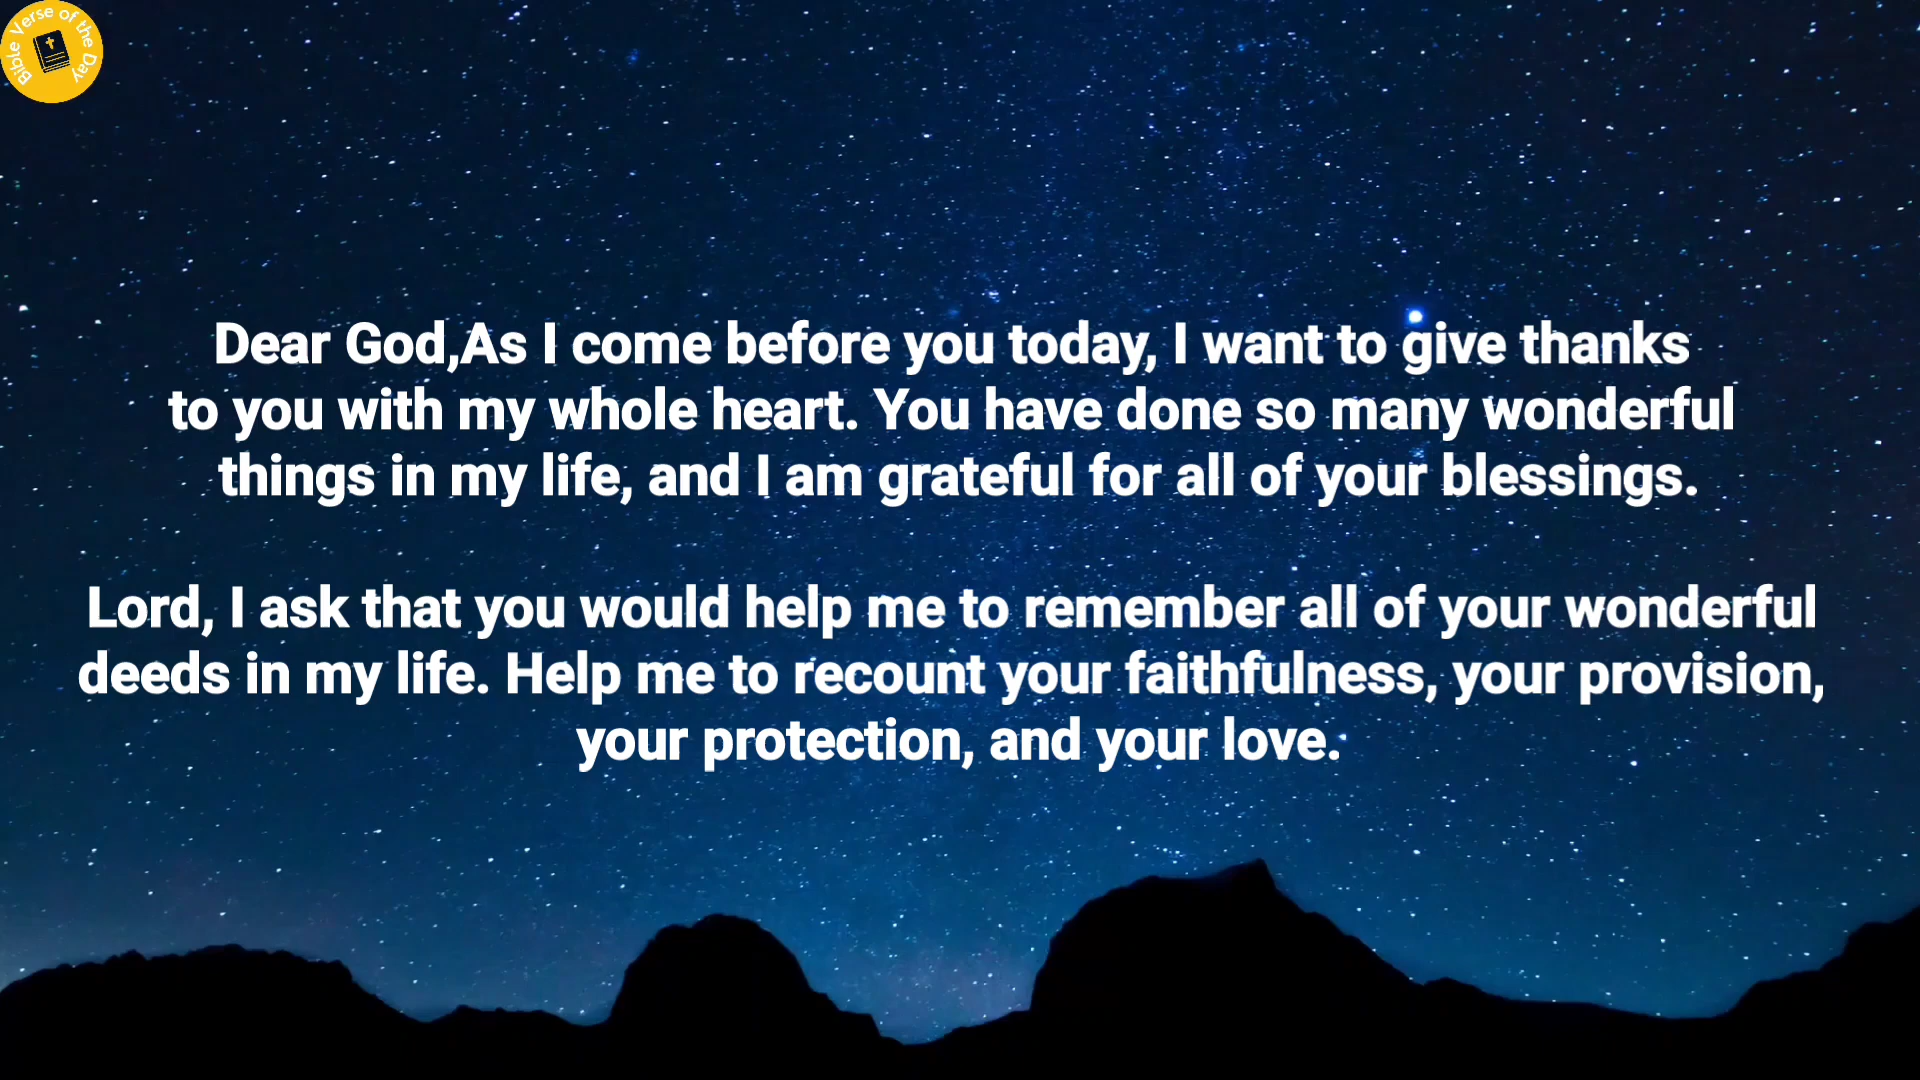 Bible Verse of the Day
Dear God,As I come before you today, I want to give thanks
to you with my whole heart. You have done so many wonderful
things in my life, and I am grateful for all of your blessings.
Lord, I ask that you would help me to remember all of your wonderful
deeds in my life. Help me to recount your faithfulness, your provision,
your protection, and your love.